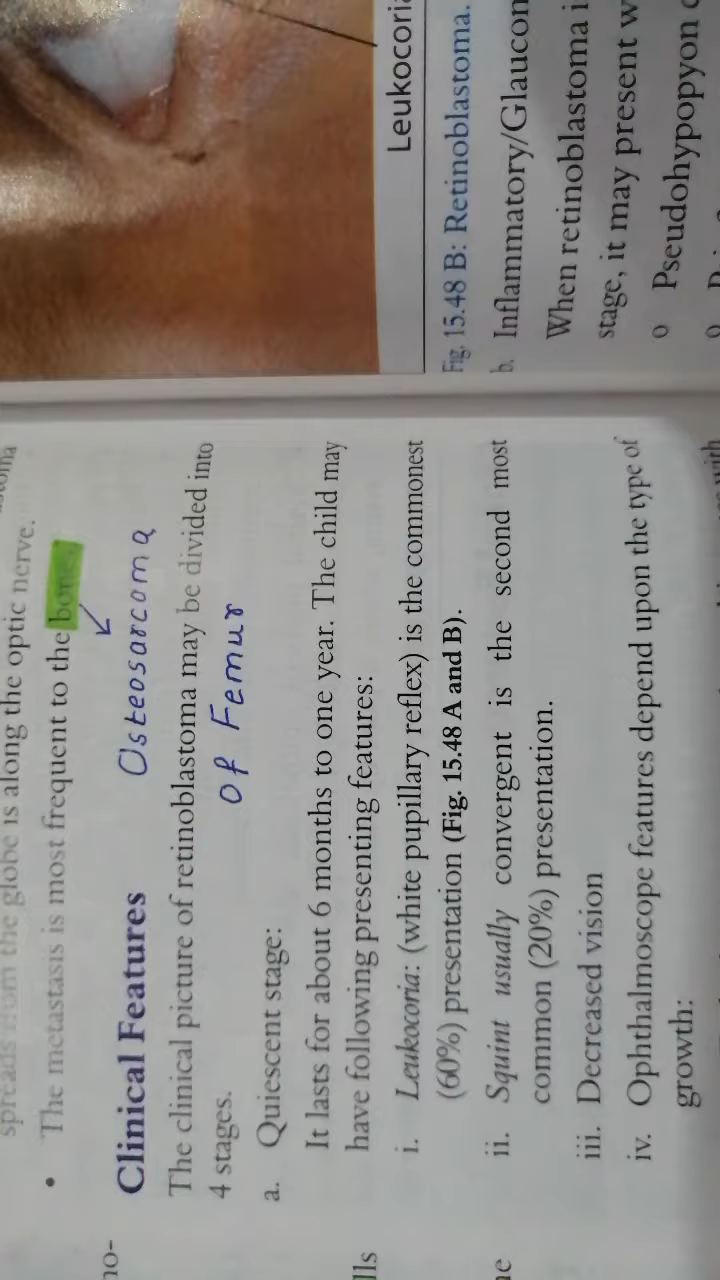 spreads from the globe is along the optic nerve.
• The metastasis is most frequent to the bones
Osteosarcoma
of Femur
Clinical Features
The clinical picture of retinoblastoma may be divided into
4 stages.
a. Quiescent stage:
It lasts for about 6 months to one year. The child may
have following presenting features:
i. Leukocoria: (white pupillary reflex) is the commonest
(60%) presentation (Fig. 15.48 A and B).
ii. Squint usually convergent is the second most
common (20%) presentation.
iii. Decreased vision
iv. Ophthalmoscope features depend upon the type of
growth:
with
Leukocoria
Fig. 15.48 B: Retinoblastoma.
b. Inflammatory/Glaucon
When retinoblastoma i
stage, it may present w
o Pseudohypopyon